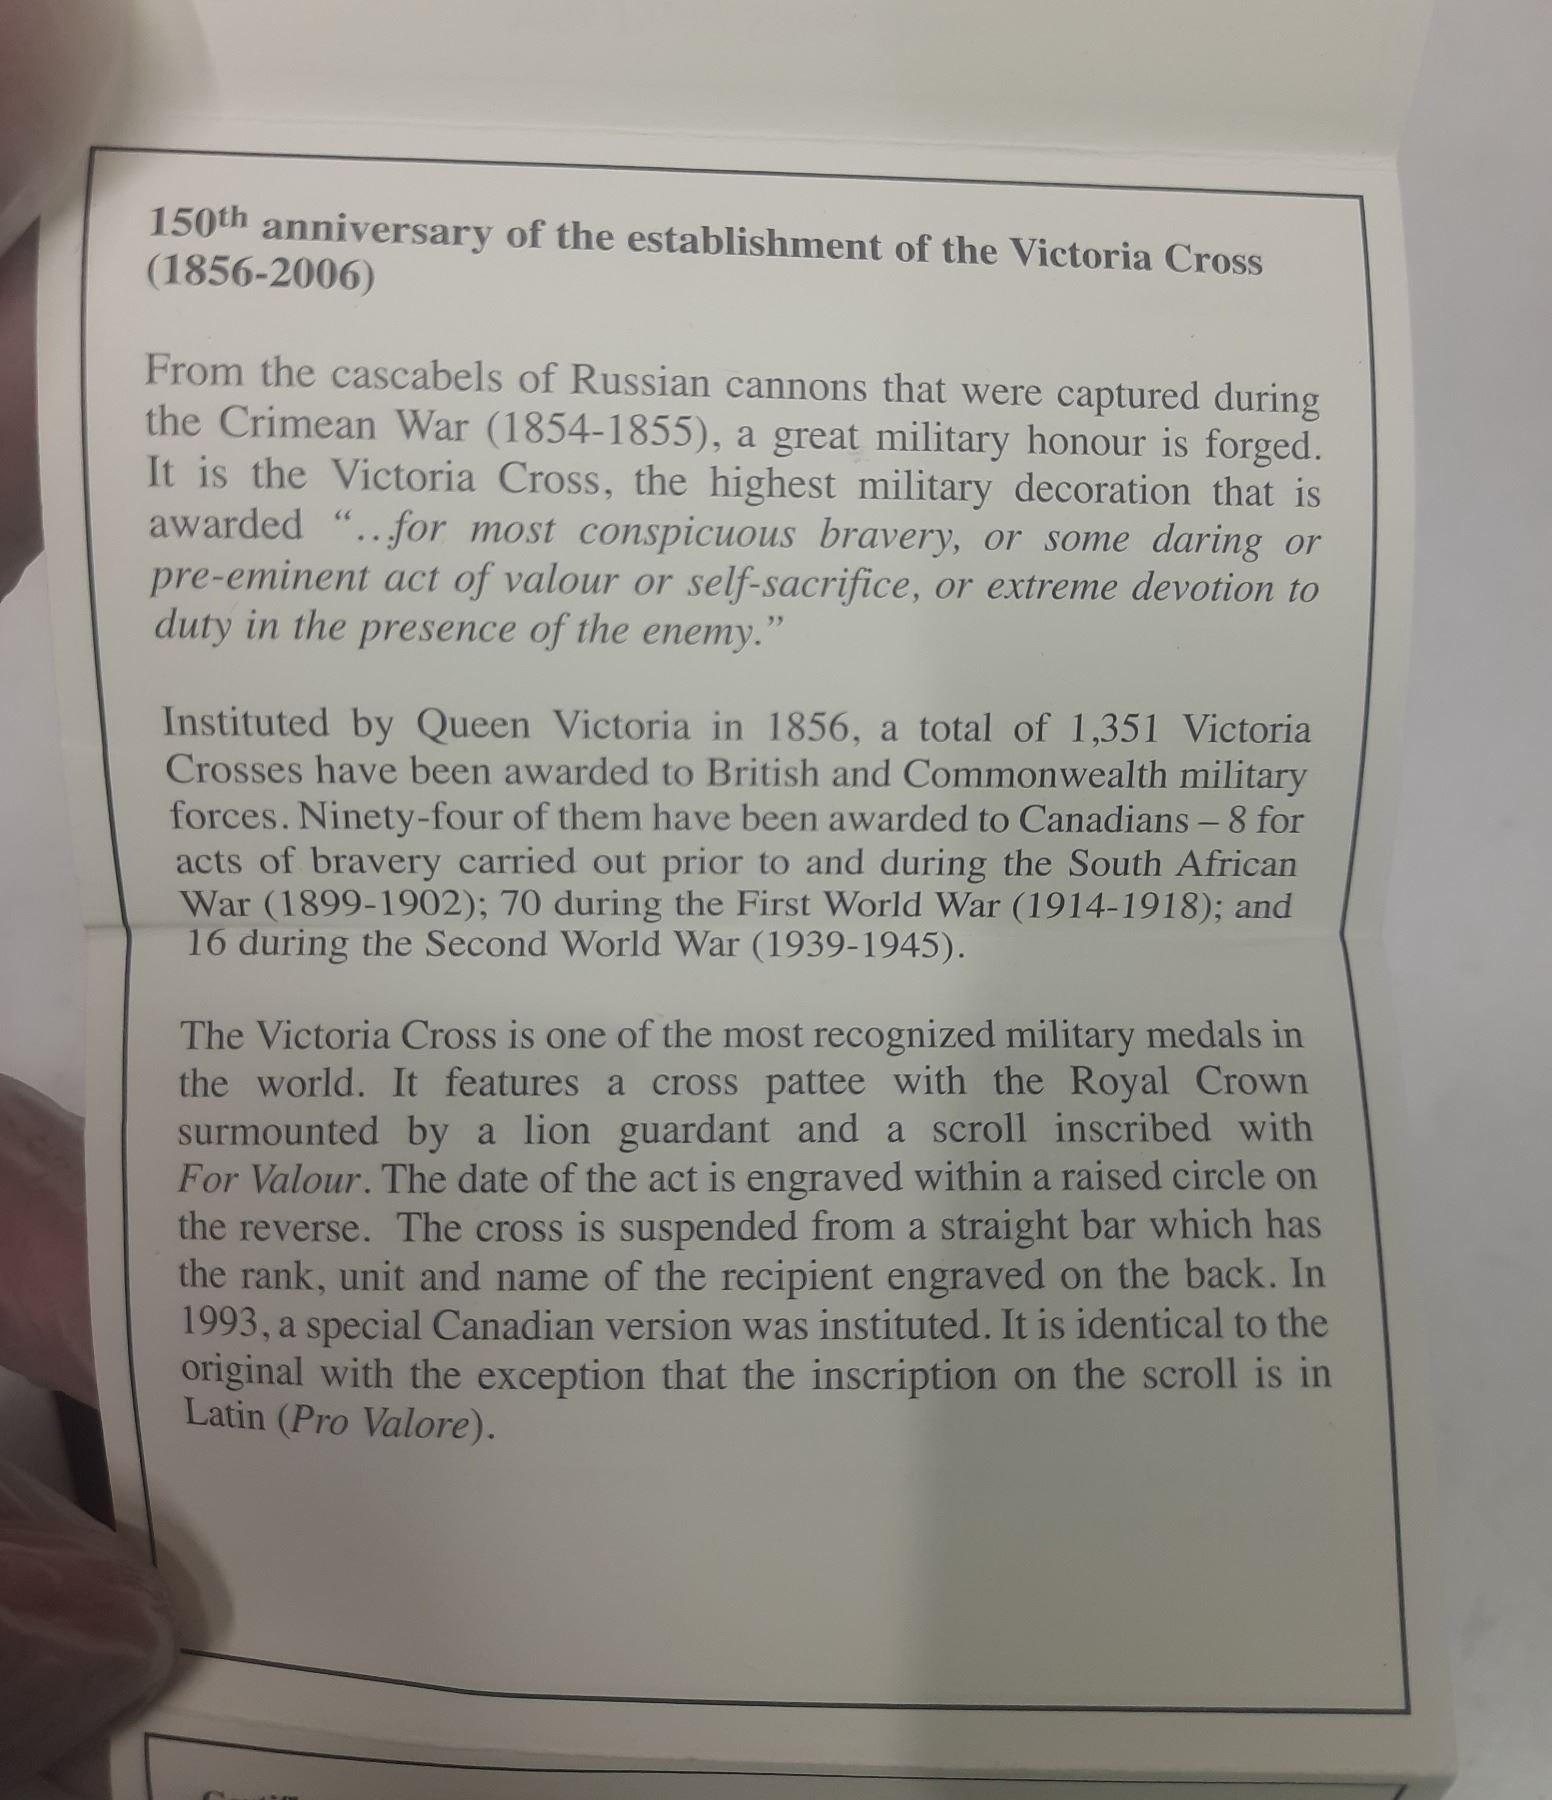 150th anniversary of the establishment of the Victoria Cross
(1856-2006)
From the cascabels of Russian cannons that were captured during
the Crimean War (1854-1855), a great military honour is forged.
It is the Victoria Cross, the highest military decoration that is
awarded “…for most conspicuous bravery, or some daring or
pre-eminent act of valour or self-sacrifice, or extreme devotion to
duty in the presence of the enemy.”
Instituted by Queen Victoria in 1856, a total of 1,351 Victoria
Crosses have been awarded to British and Commonwealth military
forces. Ninety-four of them have been awarded to Canadians – 8 for
acts of bravery carried out prior to and during the South African
War (1899-1902); 70 during the First World War (1914-1918); and
16 during the Second World War (1939-1945).
The Victoria Cross is one of the most recognized military medals in
the world. It features a cross pattee with the Royal Crown
surmounted by a lion guardant and a scroll inscribed with
For Valour. The date of the act is engraved within a raised circle on
the reverse. The cross is suspended from a straight bar which has
the rank, unit and name of the recipient engraved on the back. In
1993, a special Canadian version was instituted. It is identical to the
original with the exception that the inscription on the scroll is in
Latin (Pro Valore).